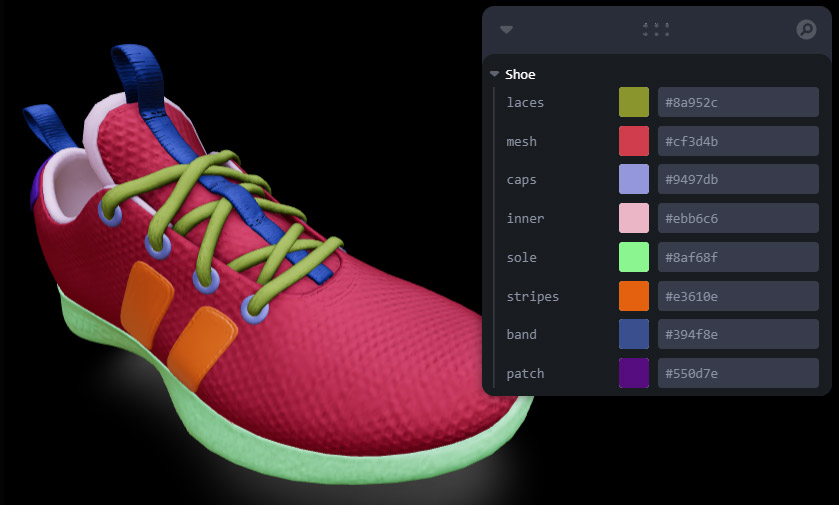 Shoe
laces #8a952c
mesh #cf3d4b
caps #9497db
inner #ebb6c6
sole #8af68f
stripes #e3610e
band #394f8e
patch #550d7e